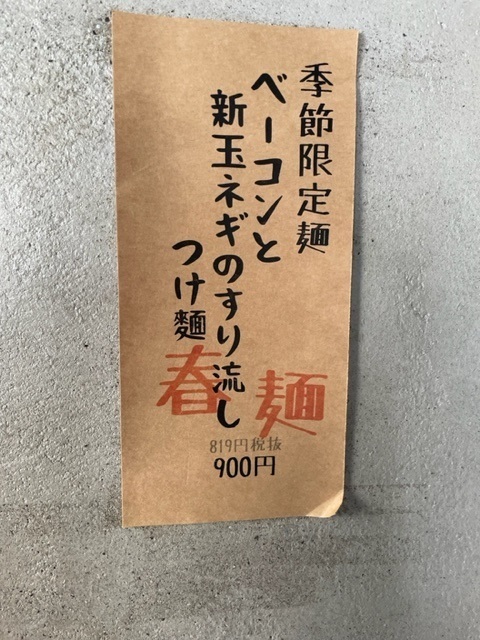 季節限定麺
ベーコンと
新玉ネギのすり流し
つけ麺
春麺
819円税抜
900円